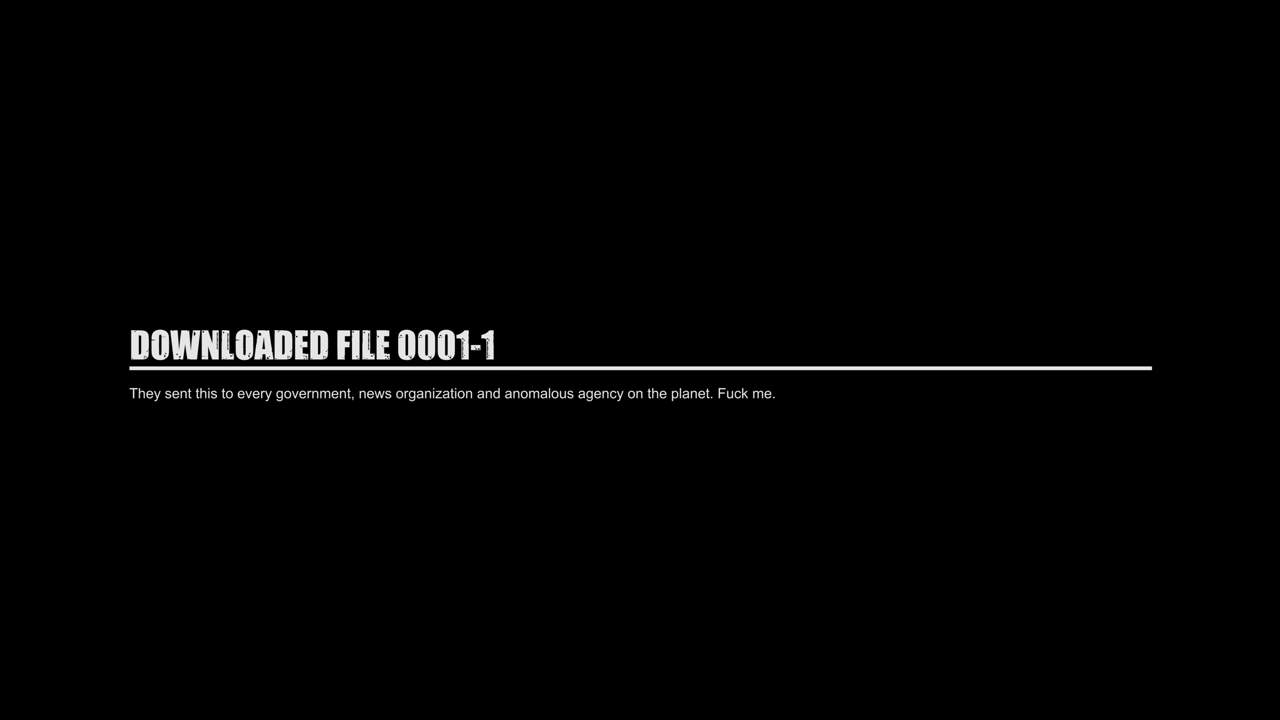 DOWNLOADED FILE 0001-1
They sent this to every government, news organization and anomalous agency on the planet. Fuck me.